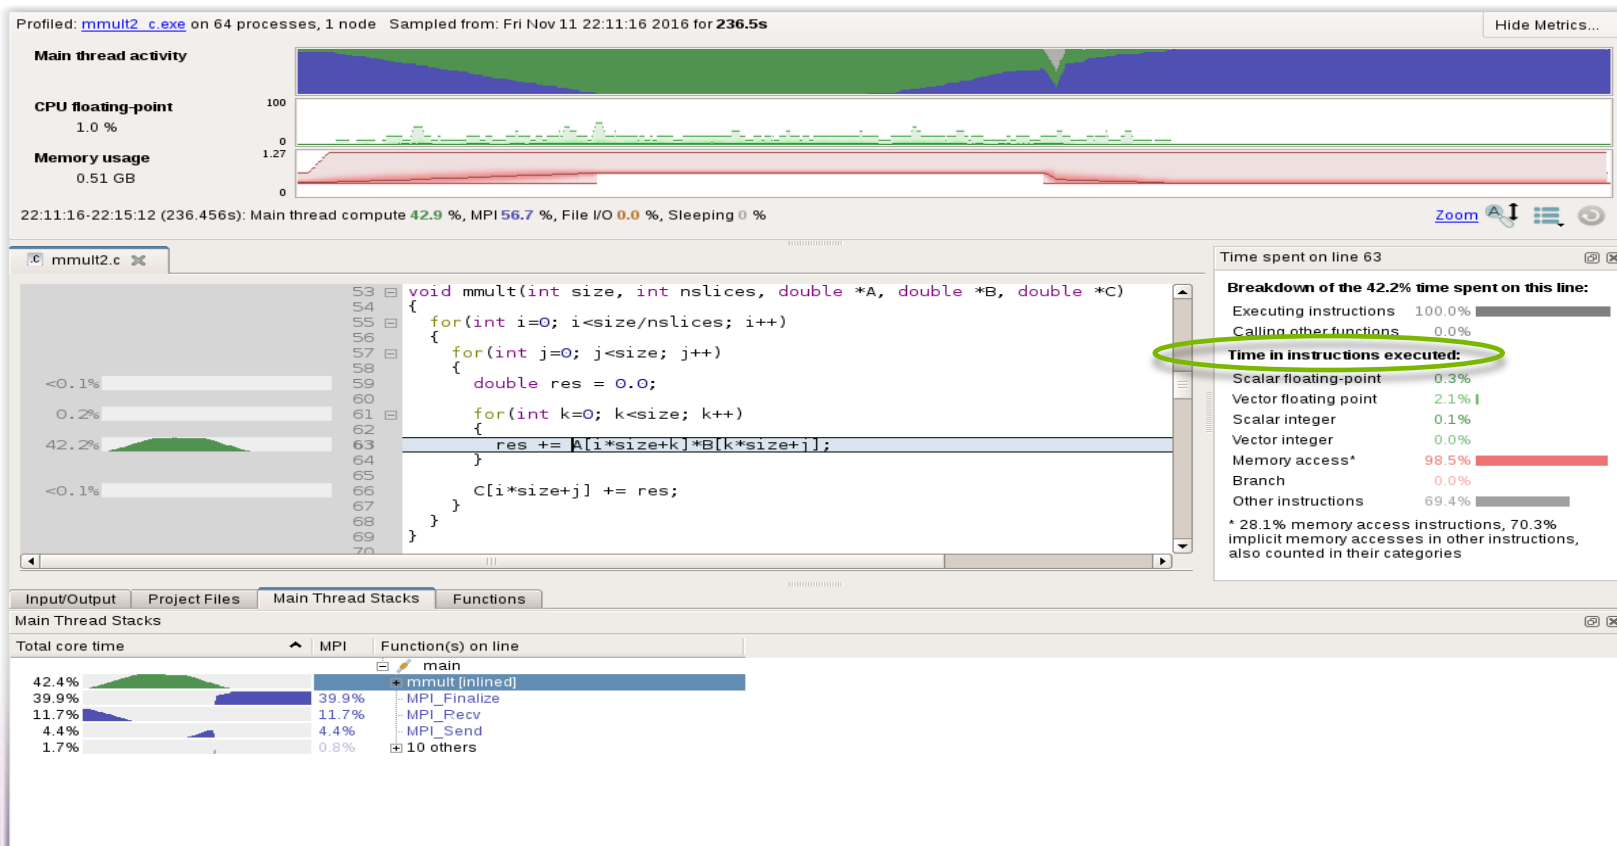 Profiled: mmult2_c.exe on 64 processes, 1 node   Sampled from: Fri Nov 11 22:11:16 2016 for 236.5s   Hide Metrics...
Main thread activity
CPU floating-point   100
1.0 %
0
Memory usage   1.27
0.51 GB
0
22:11:16-22:15:12 (236.456s): Main thread compute 42.9 %, MPI 56.7 %, File I/O 0.0 %, Sleeping 0 %   Zoom
mmult2.c   Time spent on line 63
53 void mmult(int size, int nslices, double *A, double *B, double *C)
54 {
55 for(int i=0; i<size/nslices; i++)
56 {
57 for(int j=0; j<size; j++)
58 {
<0.1% 59 double res = 0.0;
60
0.2% 61 for(int k=0; k<size; k++)
62 {
42.2% 63 res += A[i*size+k]*B[k*size+j];
64 }
65
<0.1% 66 C[i*size+j] += res;
67 }
68 }
69 }
70
Breakdown of the 42.2% time spent on this line:
Executing instructions 100.0%
Calling other functions 0.0%
Time in instructions executed:
Scalar floating-point 0.3%
Vector floating point 2.1%
Scalar integer 0.1%
Vector integer 0.0%
Memory access* 98.5%
Branch 0.0%
Other instructions 69.4%
* 28.1% memory access instructions, 70.3%
implicit memory accesses in other instructions,
also counted in their categories
Input/Output   Project Files   Main Thread Stacks   Functions
Main Thread Stacks
Total core time   MPI   Function(s) on line
main
42.4% mmult [inlined]
39.9% 39.9% MPI_Finalize
11.7% 11.7% MPI_Recv
4.4% 4.4% MPI_Send
1.7% 0.8% 10 others